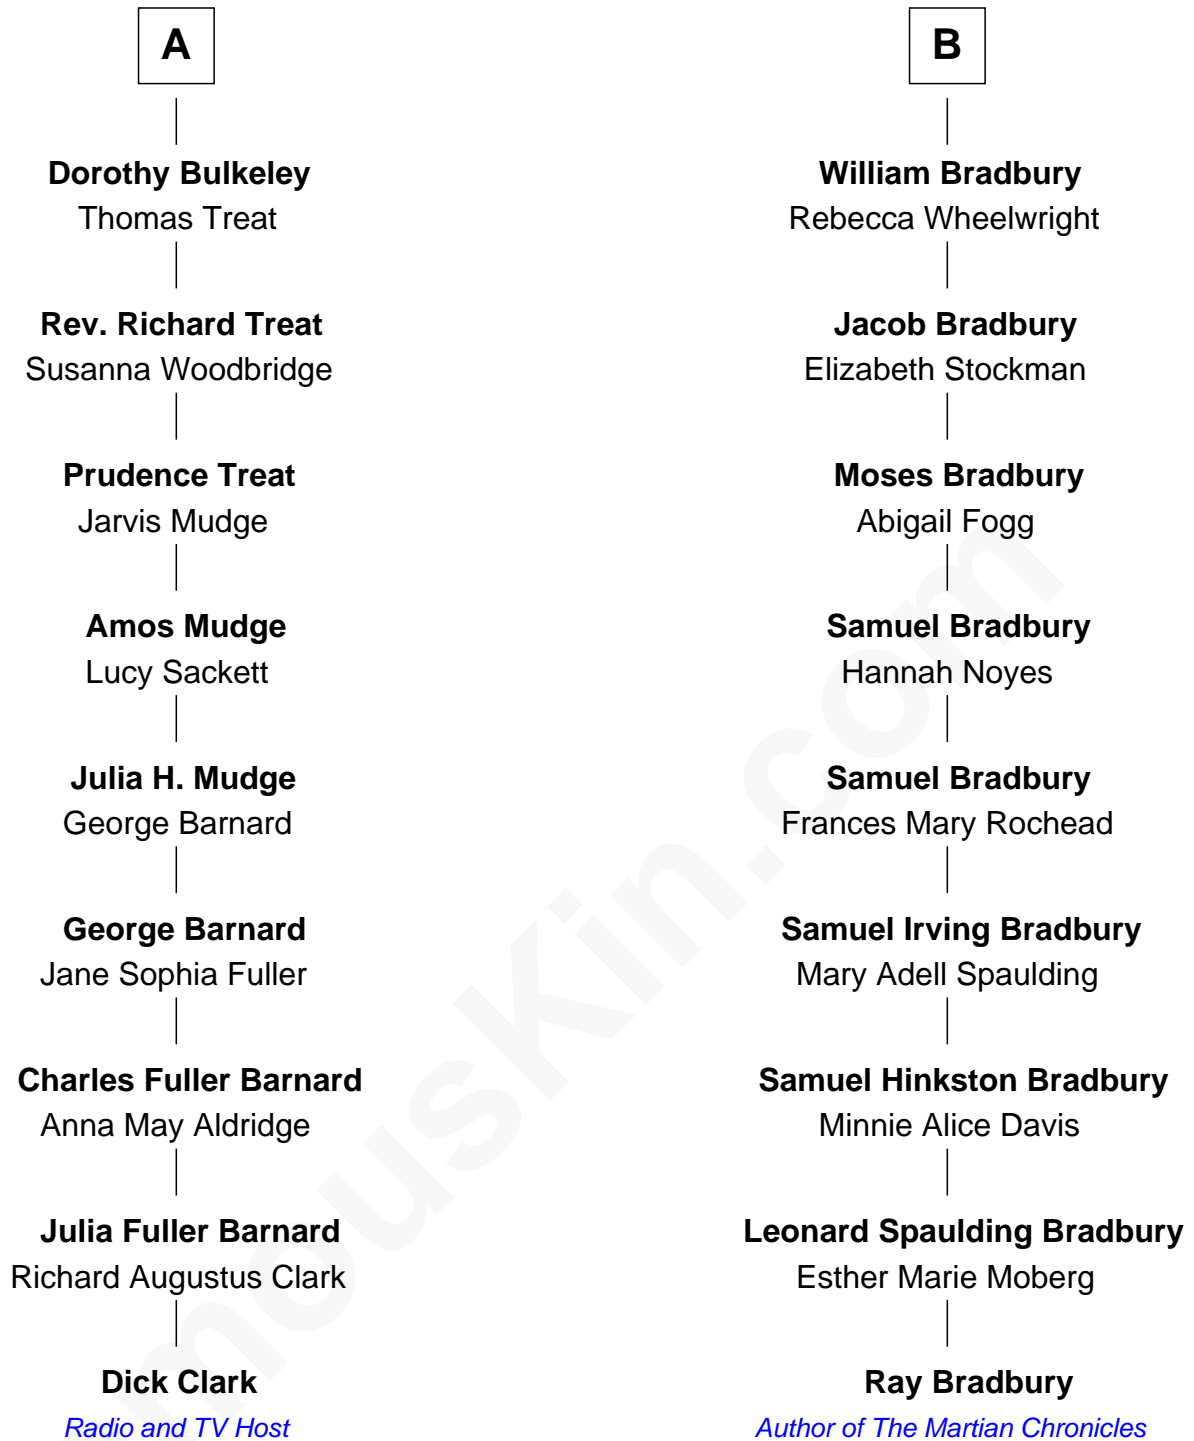 A
Dorothy Bulkeley
Thomas Treat
Rev. Richard Treat
Susanna Woodbridge
Prudence Treat
Jarvis Mudge
Amos Mudge
Lucy Sackett
Julia H. Mudge
George Barnard
George Barnard
Jane Sophia Fuller
Charles Fuller Barnard
Anna May Aldridge
Julia Fuller Barnard
Richard Augustus Clark
Dick Clark
Radio and TV Host
B
William Bradbury
Rebecca Wheelwright
Jacob Bradbury
Elizabeth Stockman
Moses Bradbury
Abigail Fogg
Samuel Bradbury
Hannah Noyes
Samuel Bradbury
Frances Mary Rochead
Samuel Irving Bradbury
Mary Adell Spaulding
Samuel Hinkston Bradbury
Minnie Alice Davis
Leonard Spaulding Bradbury
Esther Marie Moberg
Ray Bradbury
Author of The Martian Chronicles
mousKin.com